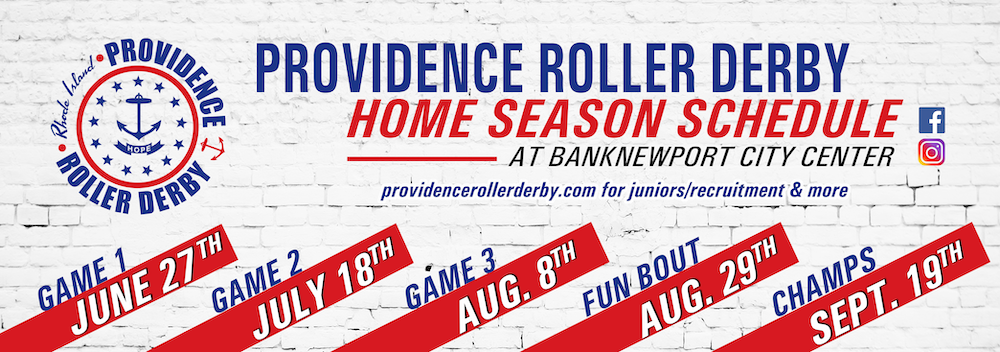 Rhode Island • PROVIDENCE
ROLLER DERBY
HOPE
PROVIDENCE ROLLER DERBY
HOME SEASON SCHEDULE
AT BANKNEWPORT CITY CENTER
providencerollerderby.com for juniors/recruitment & more
GAME 1
JUNE 27TH
GAME 2
JULY 18TH
GAME 3
AUG. 8TH
FUN BOUT
AUG. 29TH
CHAMPS
SEPT. 19TH